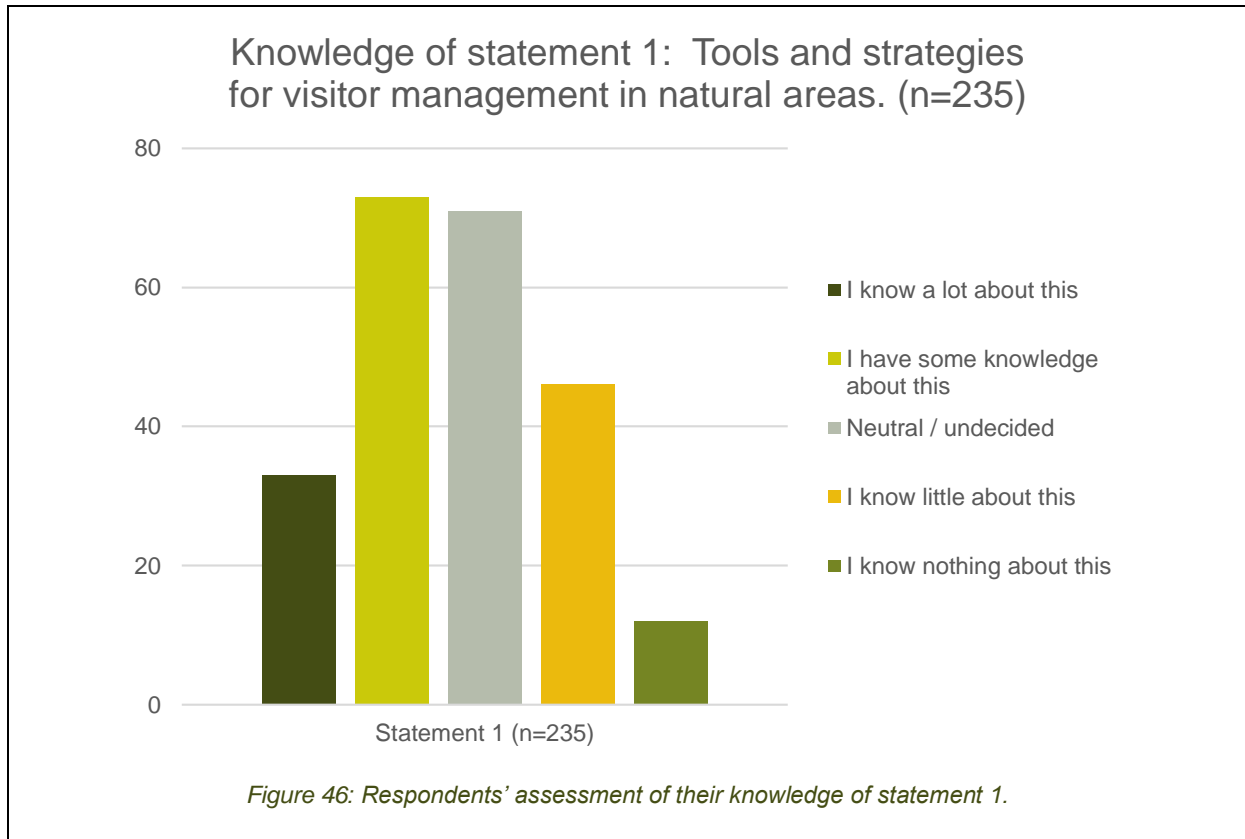 Knowledge of statement 1: Tools and strategies
for visitor management in natural areas. (n=235)
80
60
40
20
0
Statement 1 (n=235)
I know a lot about this
I have some knowledge
about this
Neutral / undecided
I know little about this
I know nothing about this
Figure 46: Respondents’ assessment of their knowledge of statement 1.